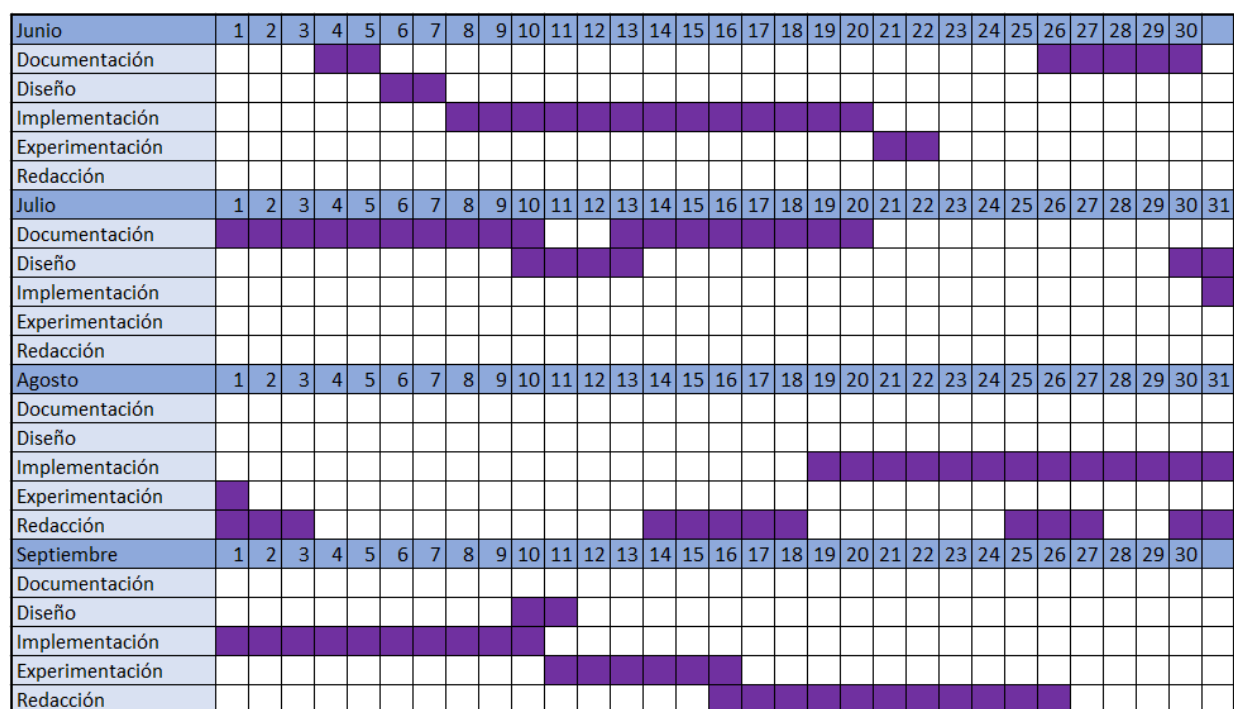 Junio 1 2 3 4 5 6 7 8 9 10 11 12 13 14 15 16 17 18 19 20 21 22 23 24 25 26 27 28 29 30
Documentación
Diseño
Implementación
Experimentación
Redacción
Julio 1 2 3 4 5 6 7 8 9 10 11 12 13 14 15 16 17 18 19 20 21 22 23 24 25 26 27 28 29 30 31
Documentación
Diseño
Implementación
Experimentación
Redacción
Agosto 1 2 3 4 5 6 7 8 9 10 11 12 13 14 15 16 17 18 19 20 21 22 23 24 25 26 27 28 29 30 31
Documentación
Diseño
Implementación
Experimentación
Redacción
Septiembre 1 2 3 4 5 6 7 8 9 10 11 12 13 14 15 16 17 18 19 20 21 22 23 24 25 26 27 28 29 30
Documentación
Diseño
Implementación
Experimentación
Redacción